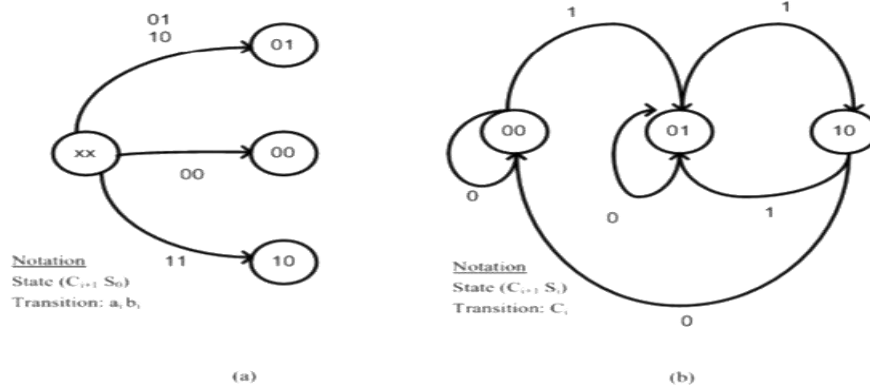 01
10
01
xx
00
00
11
10
Notation
State (Cᵢ₊₁ S₀)
Transition: aᵢ bᵢ
(a)
1
1
00
01
10
0
0
1
0
Notation
State (Cᵢ₊₁ Sᵢ)
Transition: Cᵢ
(b)